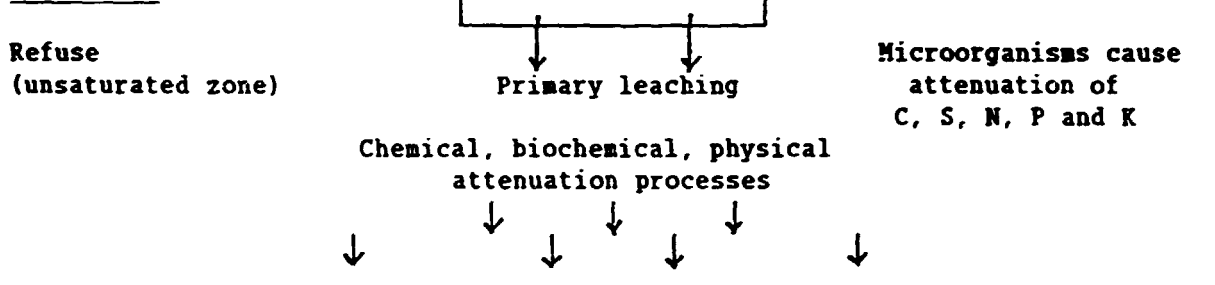 Refuse
(unsaturated zone)
Primary leaching
Microorganisms cause
attenuation of
C, S, N, P and K
Chemical, biochemical, physical
attenuation processes